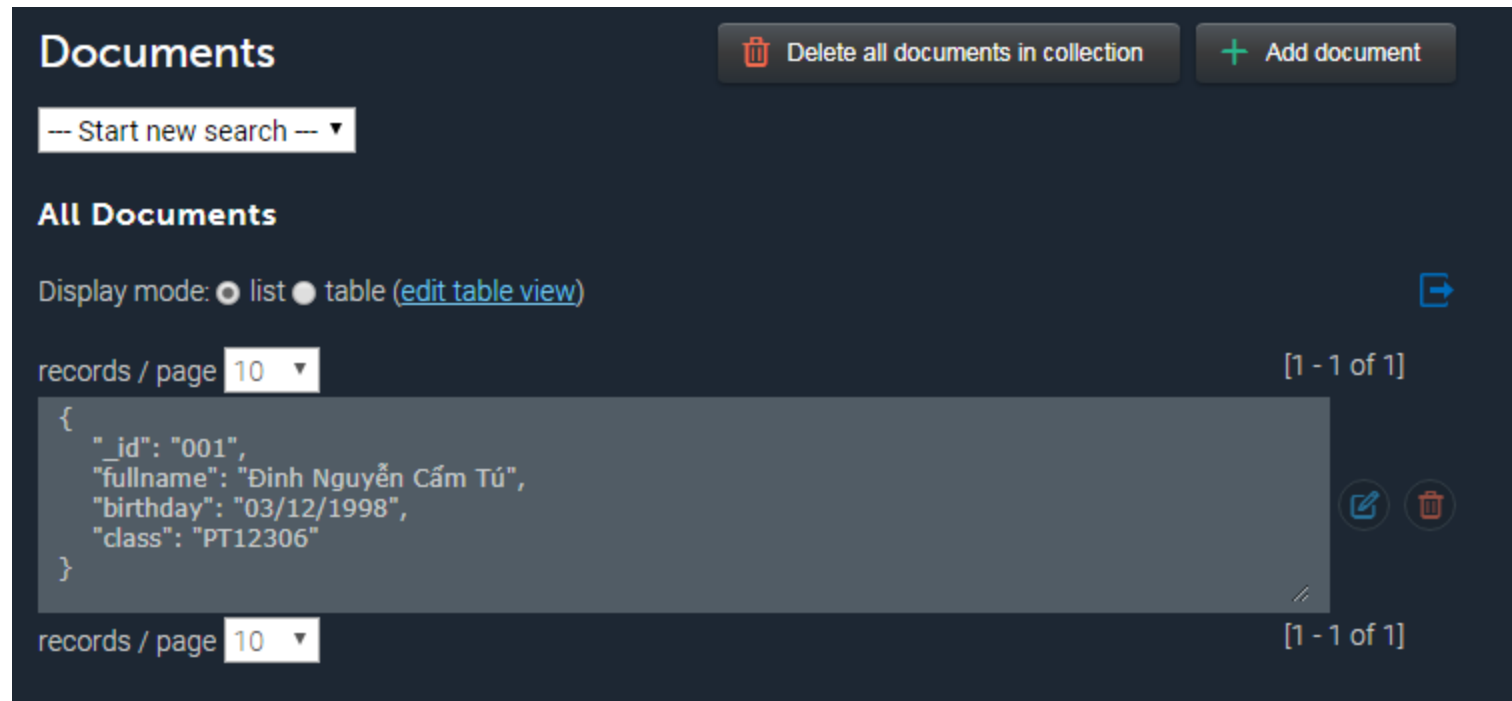 Documents
Delete all documents in collection
Add document
--- Start new search ---
All Documents
Display mode: list table (edit table view)
records / page 10
[1 - 1 of 1]
{
"_id": "001",
"fullname": "Đinh Nguyễn Cẩm Tú",
"birthday": "03/12/1998",
"class": "PT12306"
}
records / page 10
[1 - 1 of 1]